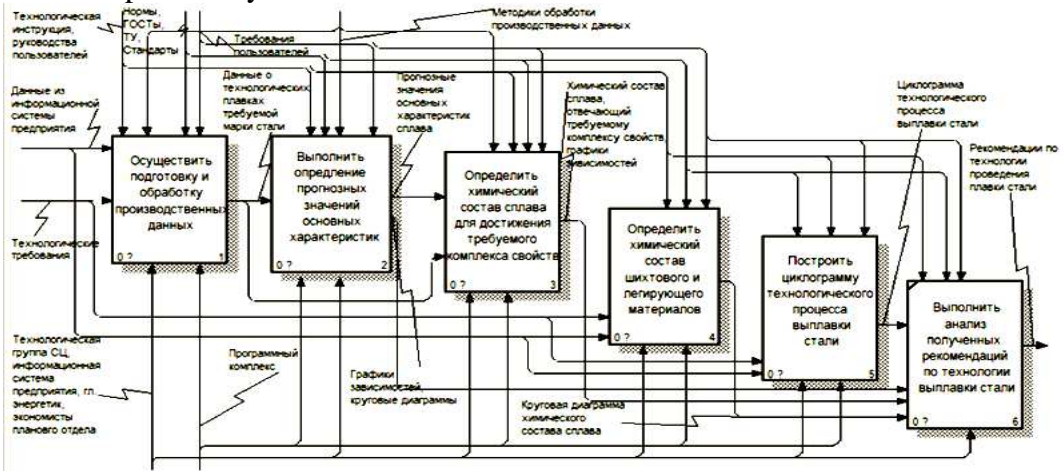 Технологическая
инструкция,
руководства
пользователей
Нормы,
ГОСТы,
ТУ,
Стандарты
Требования
пользователей
Методики обработки
производственных данных
Данные из
информационной
системы
предприятия
Данные о
технологических
плавках
требуемой
марки стали
Прогнозные
значения
основных
характеристик
сплава
Химический состав
сплава,
отвечающий
требуемому
комплексу свойств,
графики
зависимостей
Циклограмма
технологического
процесса
выплавки стали
Рекомендации по
технологии
проведения
плавки стали
Осуществить
подготовку и
обработку
производственных
данных
0 ? 1
Выполнить
опредление
прогнозных
значений
основных
характеристик
0 ? 2
Определить
химический
состав сплава
для достижения
требуемого
комплекса свойств
0 ? 3
Определить
химический
состав
шихтового и
легирующего
материалов
0 ? 4
Построить
циклограмму
технологического
процесса
выплавки
стали
0 ? 5
Выполнить
анализ
полученных
рекомендаций
по технологии
выплавки стали
0 ? 6
Технологические
требования
Технологическая
группа СЦ,
информационная
система
предприятия, гл.
энергетик,
экономисты
планового отдела
Программный
комплекс
Графики
зависимостей,
круговые диаграммы
Круговая диаграмма
химического
состава сплава